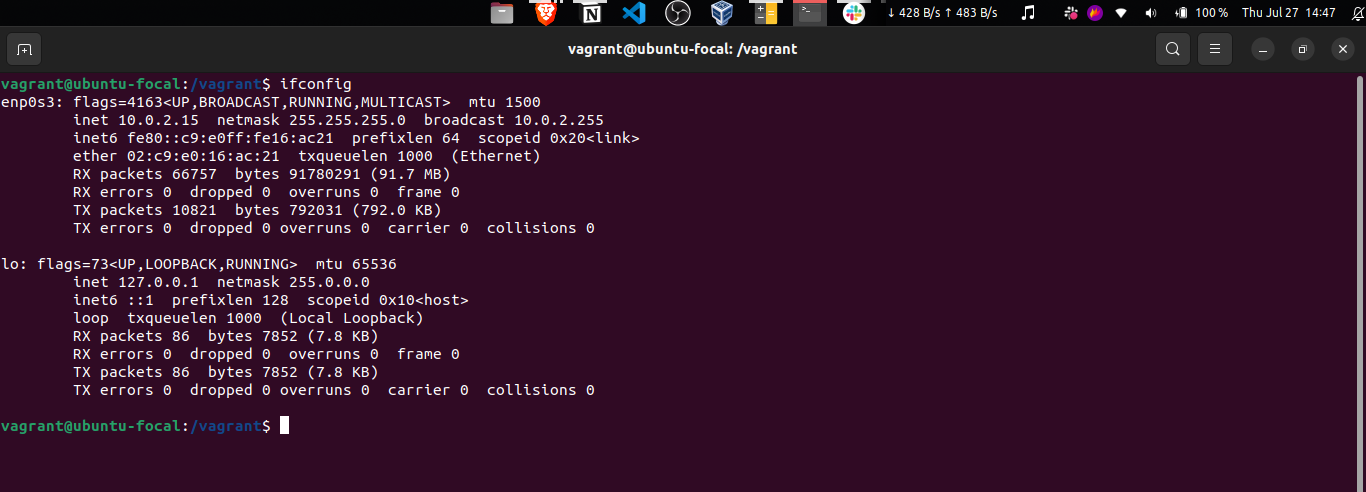 ↓ 428 B/s ↑ 483 B/s 100 % Thu Jul 27 14:47
vagrant@ubuntu-focal: /vagrant
vagrant@ubuntu-focal:/vagrant$ ifconfig
enp0s3: flags=4163<UP,BROADCAST,RUNNING,MULTICAST>  mtu 1500
        inet 10.0.2.15  netmask 255.255.255.0  broadcast 10.0.2.255
        inet6 fe80::c9:e0ff:fe16:ac21  prefixlen 64  scopeid 0x20<link>
        ether 02:c9:e0:16:ac:21  txqueuelen 1000  (Ethernet)
        RX packets 66757  bytes 91780291 (91.7 MB)
        RX errors 0  dropped 0  overruns 0  frame 0
        TX packets 10821  bytes 792031 (792.0 KB)
        TX errors 0  dropped 0 overruns 0  carrier 0  collisions 0
lo: flags=73<UP,LOOPBACK,RUNNING>  mtu 65536
        inet 127.0.0.1  netmask 255.0.0.0
        inet6 ::1  prefixlen 128  scopeid 0x10<host>
        loop  txqueuelen 1000  (Local Loopback)
        RX packets 86  bytes 7852 (7.8 KB)
        RX errors 0  dropped 0  overruns 0  frame 0
        TX packets 86  bytes 7852 (7.8 KB)
        TX errors 0  dropped 0 overruns 0  carrier 0  collisions 0
vagrant@ubuntu-focal:/vagrant$